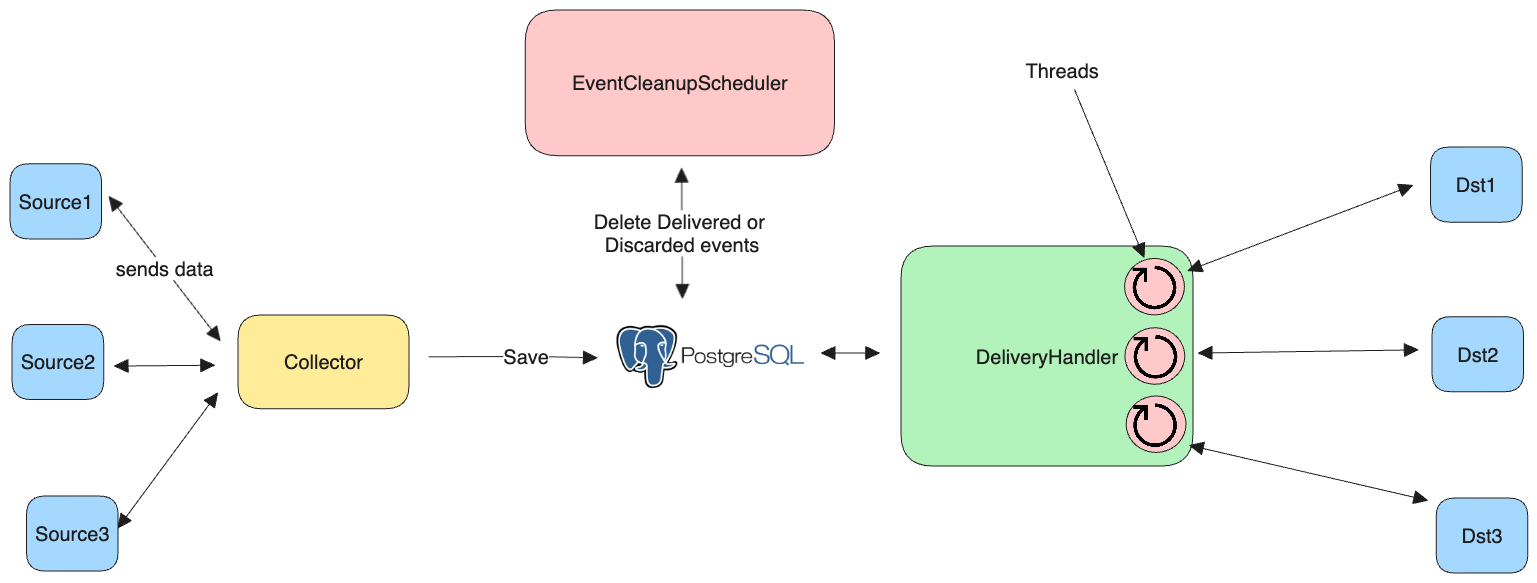 EventCleanupScheduler
Threads
Source1
Dst1
Delete Delivered or
Discarded events
sends data
Source2
Collector
Save
PostgreSQL
DeliveryHandler
Dst2
Source3
Dst3